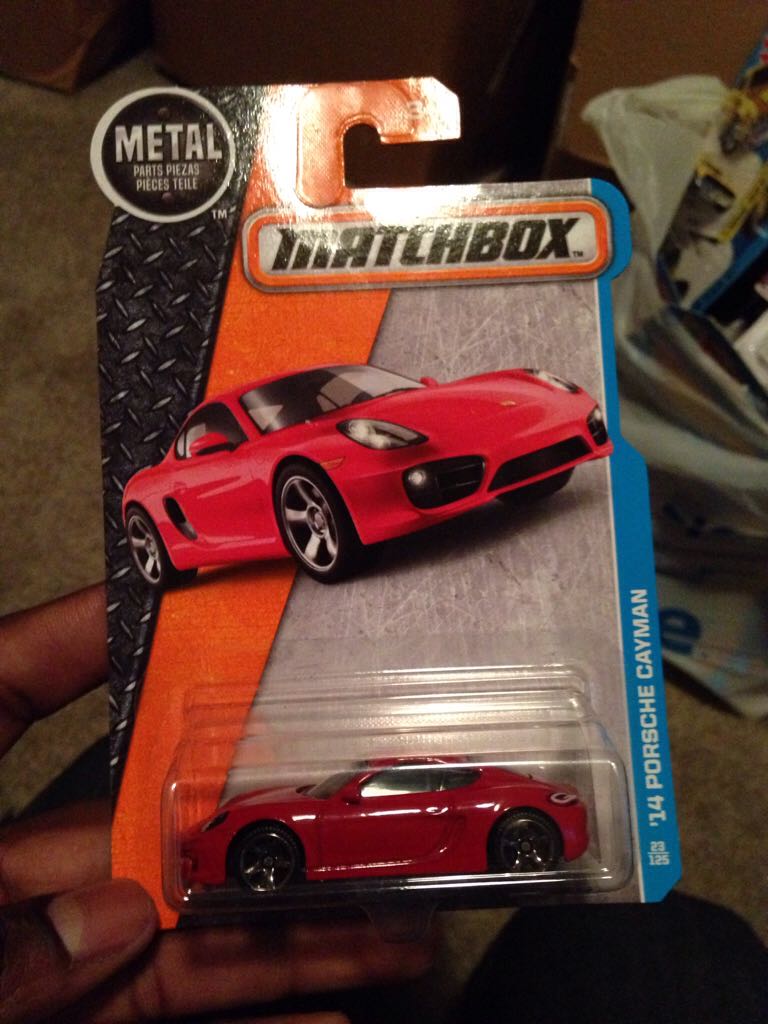 METAL
PARTS PIEZAS
PIÈCES TEILE
TM
MATCHBOX
'14 PORSCHE CAYMAN
23
125